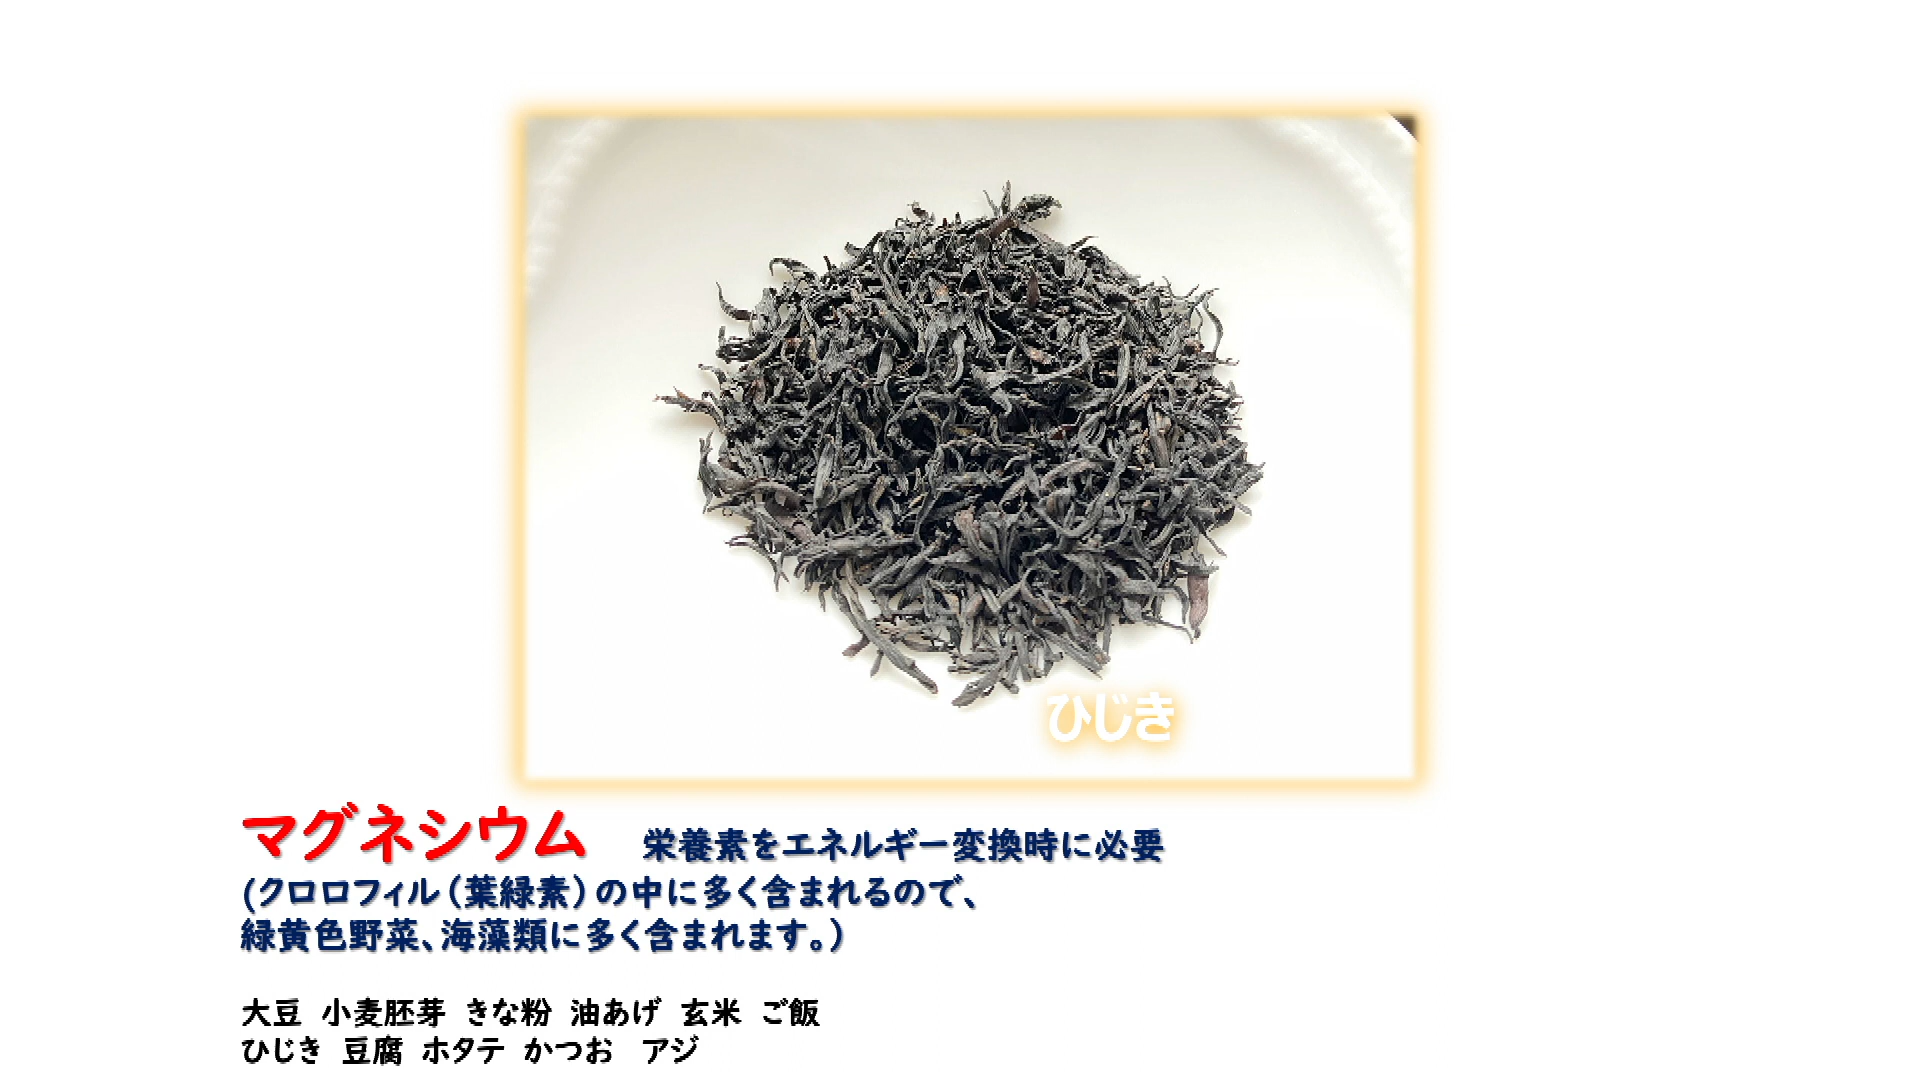 ひじき
マグネシウム　栄養素をエネルギー変換時に必要
(クロロフィル（葉緑素）の中に多く含まれるので、
緑黄色野菜、海藻類に多く含まれます。）
大豆 小麦胚芽 きな粉 油あげ 玄米 ご飯
ひじき 豆腐 ホタテ かつお　アジ